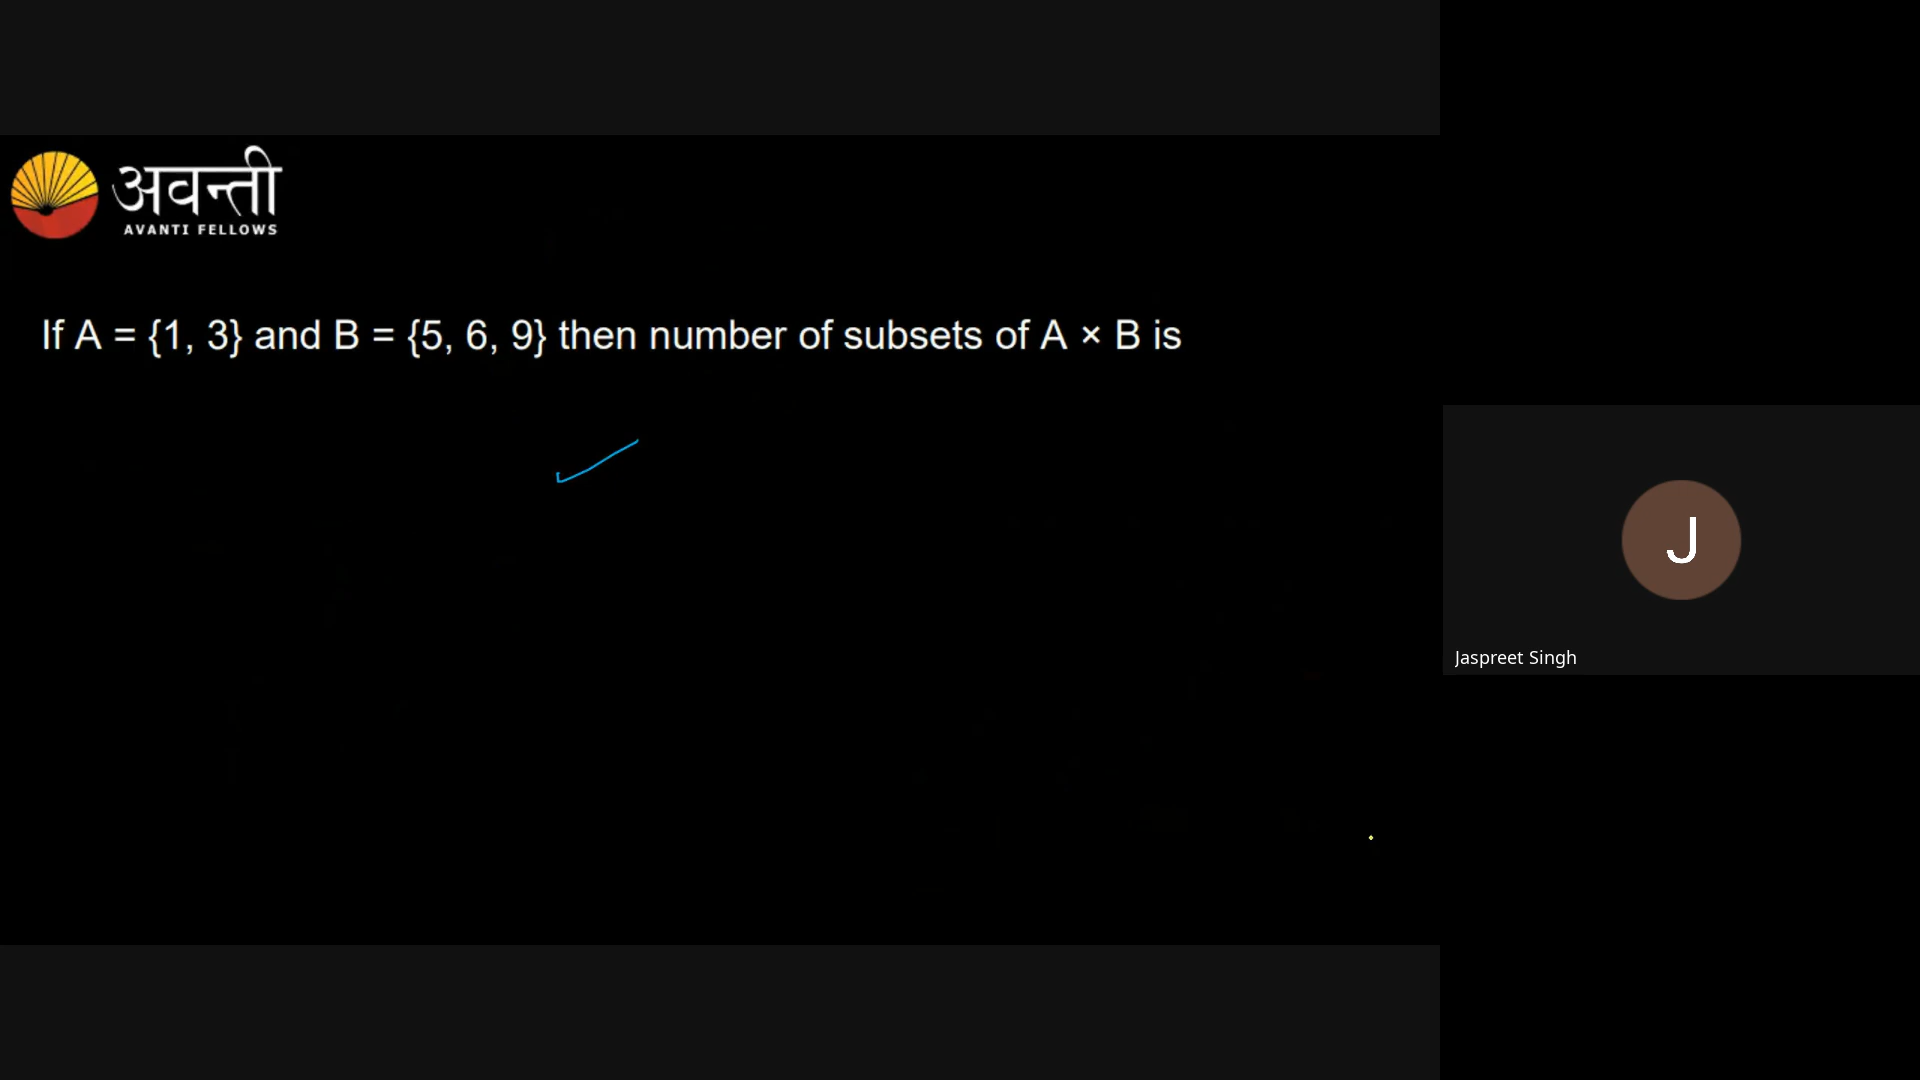 अवन्ती
AVANTI FELLOWS
If A = {1, 3} and B = {5, 6, 9} then number of subsets of A × B is
J
Jaspreet Singh